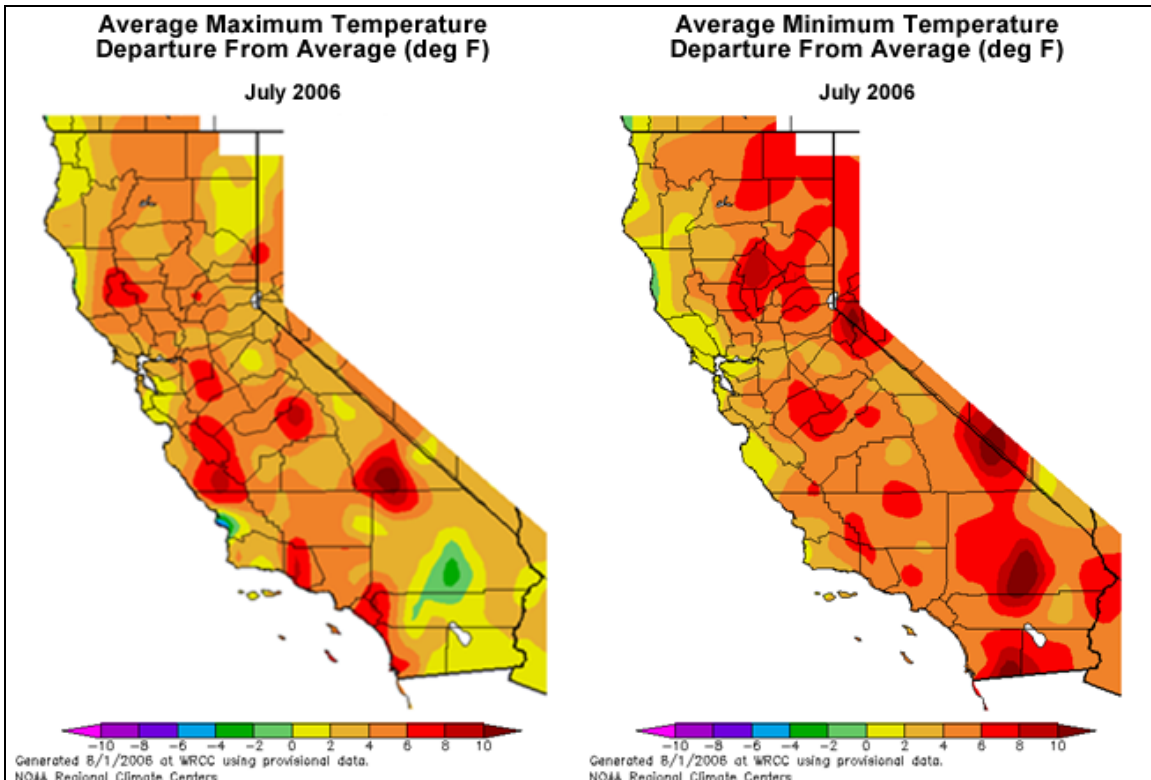 Average Maximum Temperature
Departure From Average (deg F)
July 2006
-10 -8 -6 -4 -2 0 2 4 6 8 10
Generated 8/1/2006 at WRCC using provisional data.
NOAA Regional Climate Centers
Average Minimum Temperature
Departure From Average (deg F)
July 2006
-10 -8 -6 -4 -2 0 2 4 6 8 10
Generated 8/1/2006 at WRCC using provisional data.
NOAA Regional Climate Centers